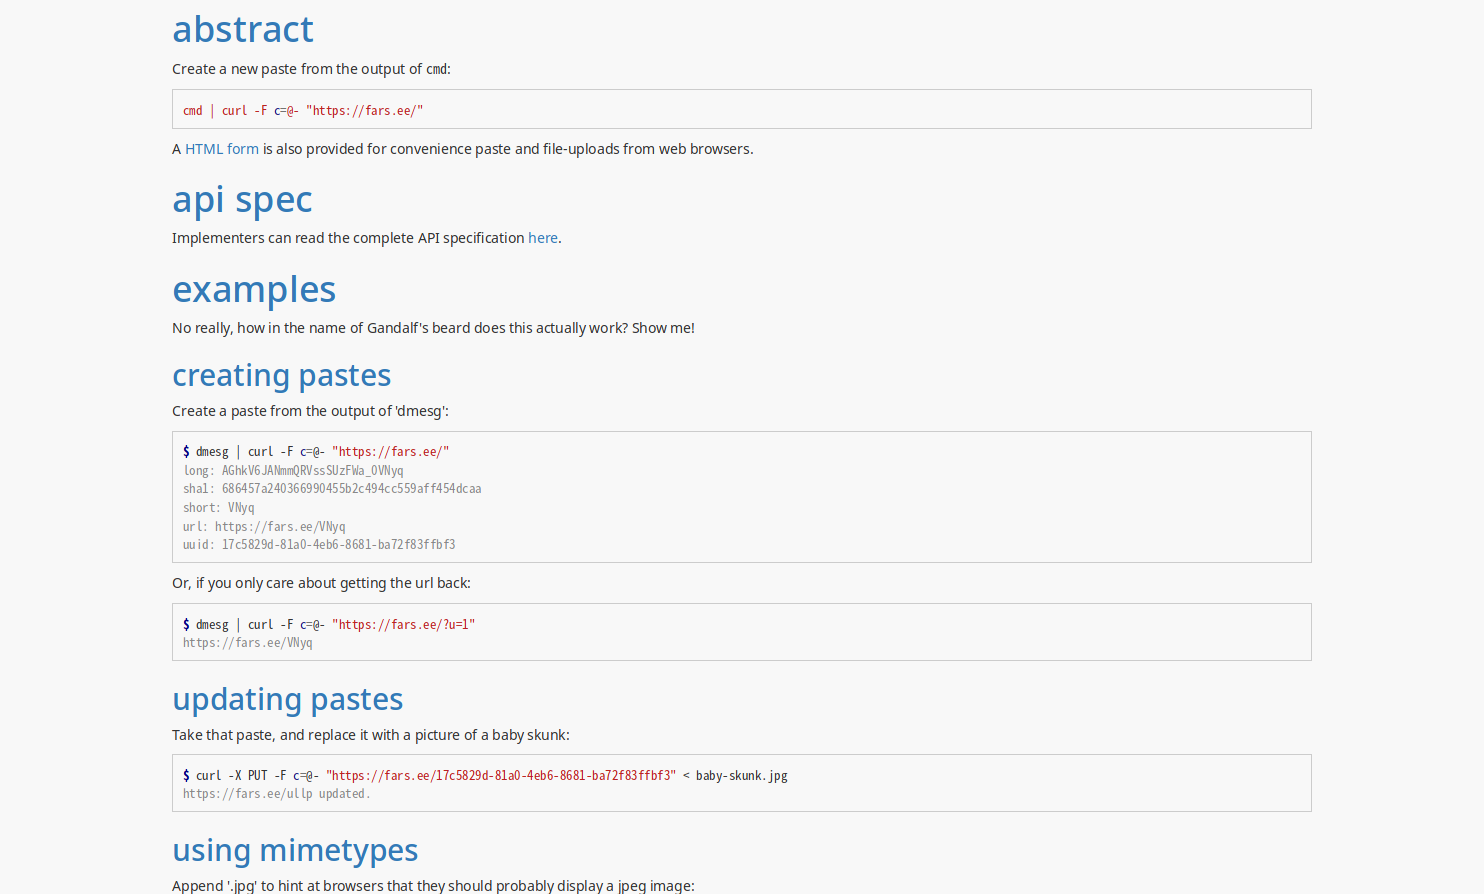 abstract
Create a new paste from the output of cmd:
cmd | curl -F c=@- "https://fars.ee/"
A HTML form is also provided for convenience paste and file-uploads from web browsers.
api spec
Implementers can read the complete API specification here.
examples
No really, how in the name of Gandalf's beard does this actually work? Show me!
creating pastes
Create a paste from the output of 'dmesg':
$ dmesg | curl -F c=@- "https://fars.ee/"
long: AGhkV6JANmmQRVssSUzFWa_0VNyq
sha1: 686457a240366990455b2c494cc559aff454dcaa
short: VNyq
url: https://fars.ee/VNyq
uuid: 17c5829d-81a0-4eb6-8681-ba72f83ffbf3
Or, if you only care about getting the url back:
$ dmesg | curl -F c=@- "https://fars.ee/?u=1"
https://fars.ee/VNyq
updating pastes
Take that paste, and replace it with a picture of a baby skunk:
$ curl -X PUT -F c=@- "https://fars.ee/17c5829d-81a0-4eb6-8681-ba72f83ffbf3" < baby-skunk.jpg
https://fars.ee/ullp updated.
using mimetypes
Append '.jpg' to hint at browsers that they should probably display a jpeg image: